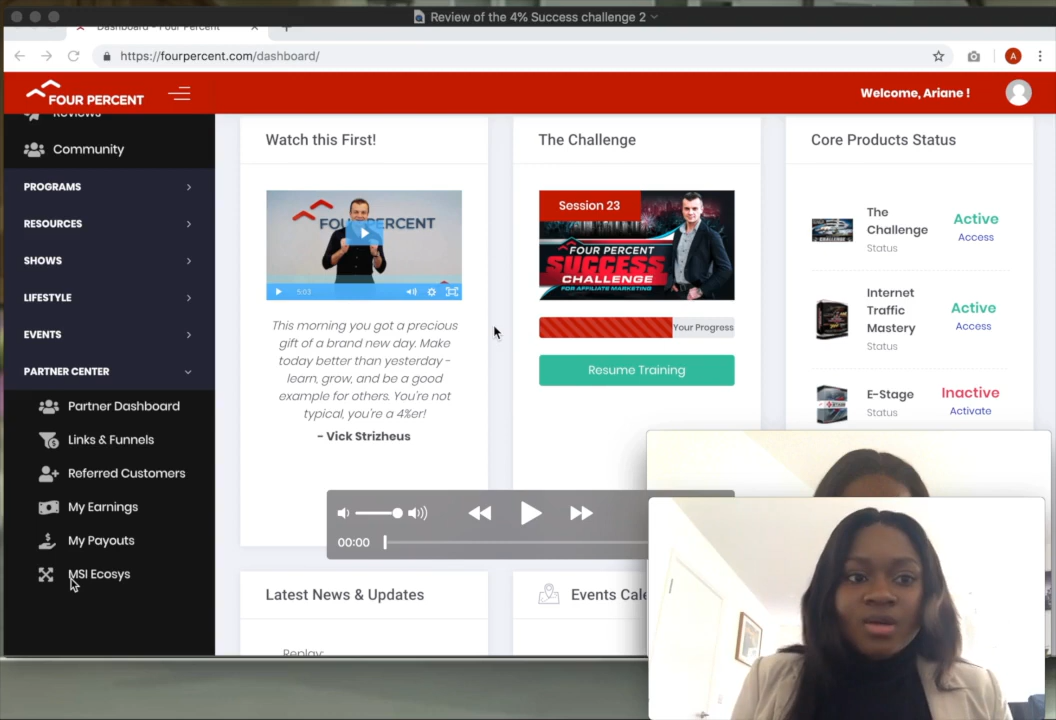 Review of the 4% Success challenge 2
Dashboard - Four Percent
https://fourpercent.com/dashboard/
A
FOUR PERCENT
Welcome, Ariane !
Reviews
Community
PROGRAMS
RESOURCES
SHOWS
LIFESTYLE
EVENTS
PARTNER CENTER
Partner Dashboard
Links & Funnels
Referred Customers
My Earnings
My Payouts
MSI Ecosys
Watch this First!
FOUR PERCENT
5:03
This morning you got a precious
gift of a brand new day. Make
today better than yesterday -
learn, grow, and be a good
example for others. You're not
typical, you're a 4%er!
- Vick Strizheus
The Challenge
Session 23
FOUR PERCENT
SUCCESS
CHALLENGE
FOR AFFILIATE MARKETING
Your Progress
Resume Training
Core Products Status
The
Challenge
Status
Active
Access
Internet
Traffic
Mastery
Status
Active
Access
E-Stage
Status
Inactive
Activate
00:00
Latest News & Updates
Replay:
Events Cale